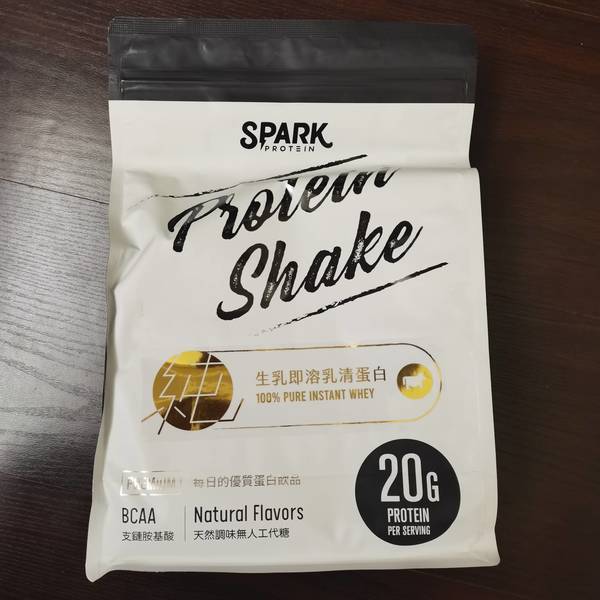 SPARK
PROTEIN
Protein
Shake
純
生乳即溶乳清蛋白
100% PURE INSTANT WHEY
PREMIUM
每日的優質蛋白飲品
BCAA
支鏈胺基酸
Natural Flavors
天然調味無人工代糖
20G
PROTEIN
PER SERVING